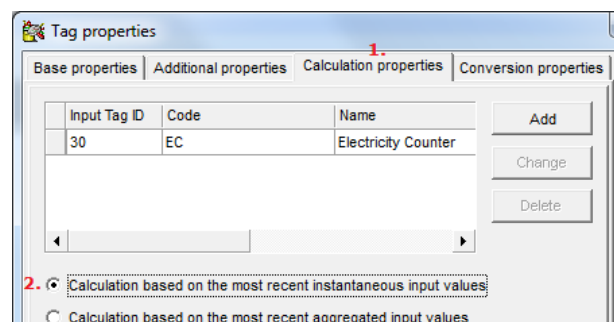 Tag properties
1.
Base properties Additional properties Calculation properties Conversion properties
Input Tag ID Code Name
30 EC Electricity Counter
Add
Change
Delete
2. Calculation based on the most recent instantaneous input values
Calculation based on the most recent aggregated input values